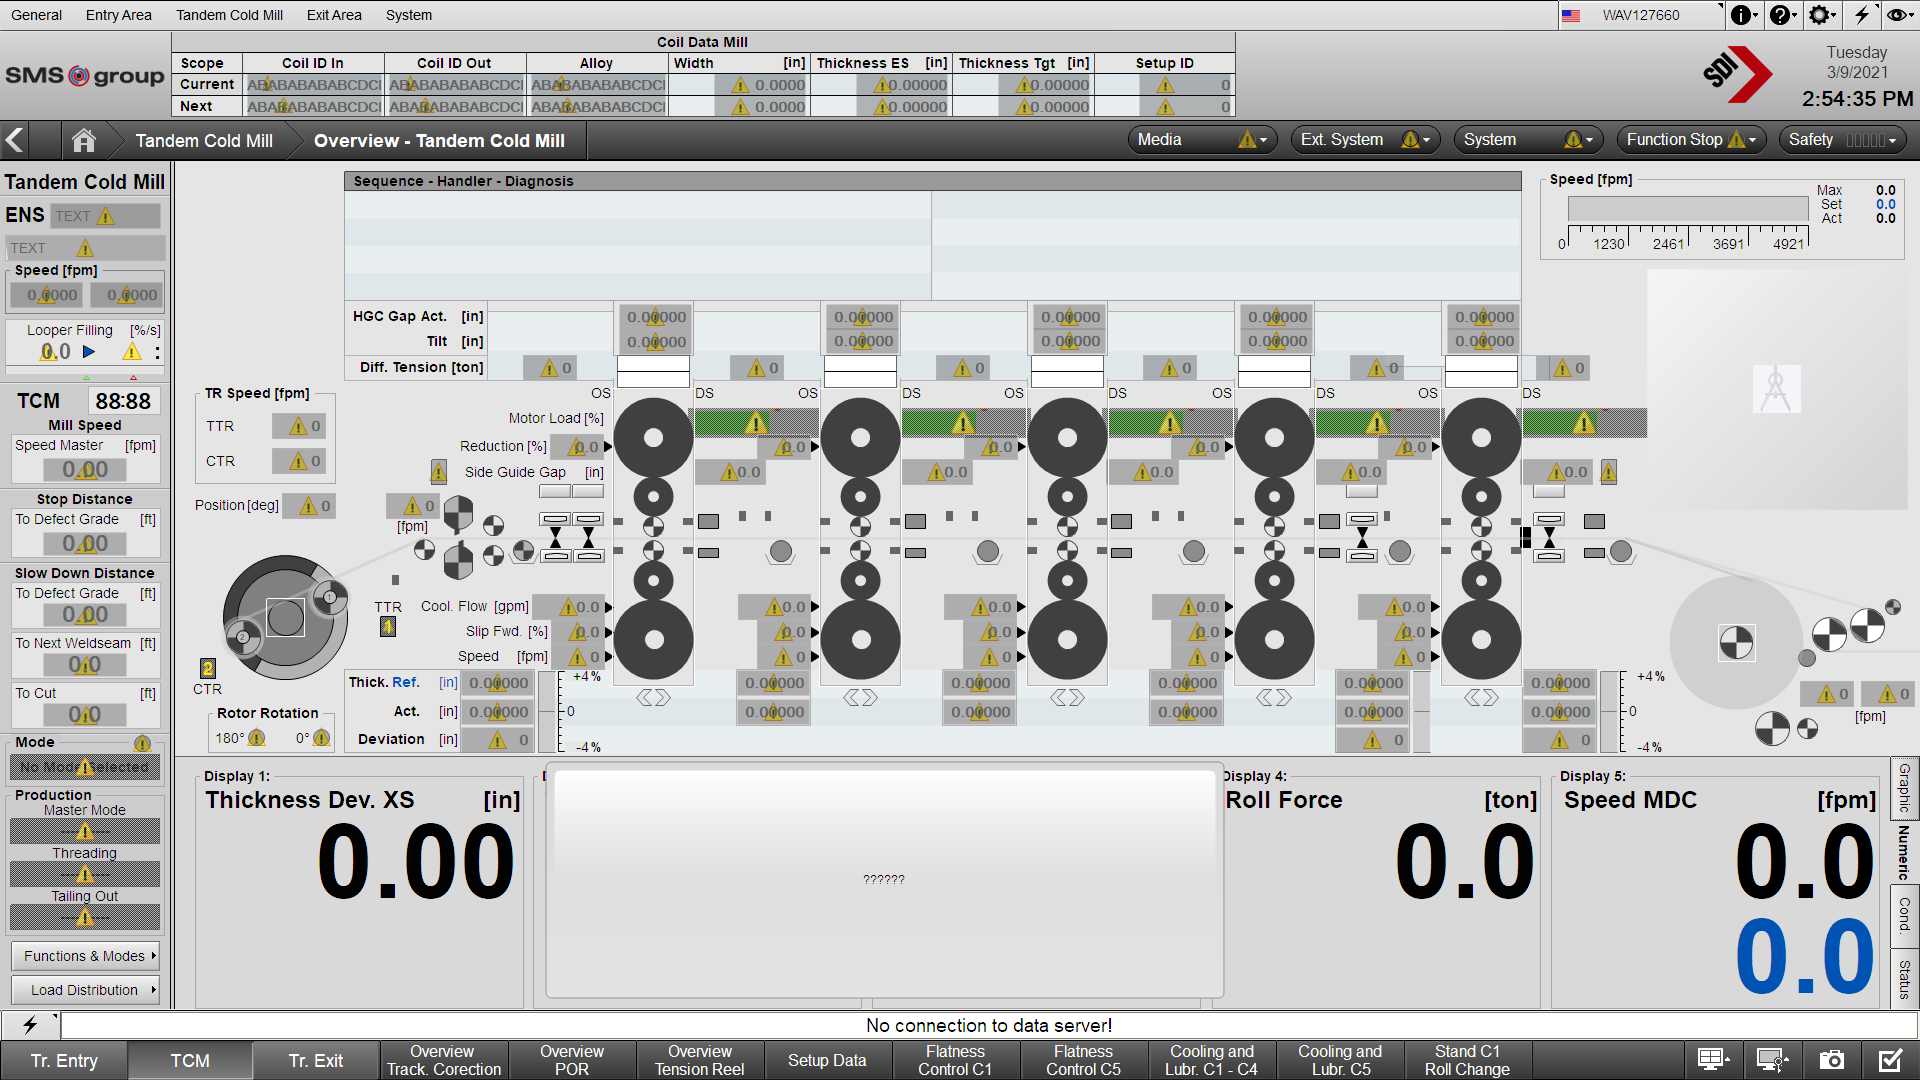 General Entry Area Tandem Cold Mill Exit Area System WAV127660
SMS group
Coil Data Mill
Scope Coil ID In Coil ID Out Alloy Width [in] Thickness ES [in] Thickness Tgt [in] Setup ID
Current ABABABABABCDCI ABABABABABCDCI ABABABABABCDCI 0.0000 0.00000 0.00000 0
Next ABABABABABCDCI ABABABABABCDCI ABABABABABCDCI 0.0000 0.00000 0.00000 0
SDI
Tuesday
3/9/2021
2:54:35 PM
Tandem Cold Mill Overview - Tandem Cold Mill Media Ext. System System Function Stop Safety
Tandem Cold Mill
ENS TEXT
TEXT
Speed [fpm]
0.0000 0.0000
Looper Filling [%/s]
0.0 :
TCM 88:88
Mill Speed
Speed Master [fpm]
0.00
Stop Distance
To Defect Grade [ft]
0.00
Slow Down Distance
To Defect Grade [ft]
0.00
To Next Weldseam [ft]
0.0
To Cut [ft]
0.0
Mode
No Mode Selected
Production
Master Mode
Threading
Tailing Out
Functions & Modes
Load Distribution
Sequence - Handler - Diagnosis
Speed [fpm]
Max 0.0
Set 0.0
Act 0.0
0 1230 2461 3691 4921
HGC Gap Act. [in] 0.00000 0.00000 0.00000 0.00000 0.00000
Tilt [in] 0.00000 0.00000 0.00000 0.00000 0.00000
Diff. Tension [ton] 0 0 0 0 0 0
OS DS OS DS OS DS OS DS OS DS
TR Speed [fpm]
TTR 0
CTR 0
Position [deg] 0
0
[fpm]
Motor Load [%]
Reduction [%] 0.0 0.0 0.0 0.0 0.0
Side Guide Gap [in] 0.0 0.0 0.0 0.0 0.0
1
2
TTR
1
2
CTR
Rotor Rotation
180° 0°
Cool. Flow [gpm] 0.0 0.0 0.0 0.0 0.0
Slip Fwd. [%] 0.0 0.0 0.0 0.0 0.0
Speed [fpm] 0 0 0 0 0
Thick. Ref. [in] 0.00000 +4 % 0.00000 0.00000 0.00000 0.00000 0.00000 +4 %
Act. [in] 0.00000 0 0.00000 0.00000 0.00000 0.00000 0.00000 0
Deviation [in] 0 -4 % 0 0 -4 %
0 0
[fpm]
Display 1:
Thickness Dev. XS [in]
0.00
??????
Display 4:
Roll Force [ton]
0.0
Display 5:
Speed MDC [fpm]
0.0
0.0
Graphic
Numeric
Cond.
Status
No connection to data server!
Tr. Entry
TCM
Tr. Exit
Overview
Track. Corection
Overview
POR
Overview
Tension Reel
Setup Data
Flatness
Control C1
Flatness
Control C5
Cooling and
Lubr. C1 - C4
Cooling and
Lubr. C5
Stand C1
Roll Change